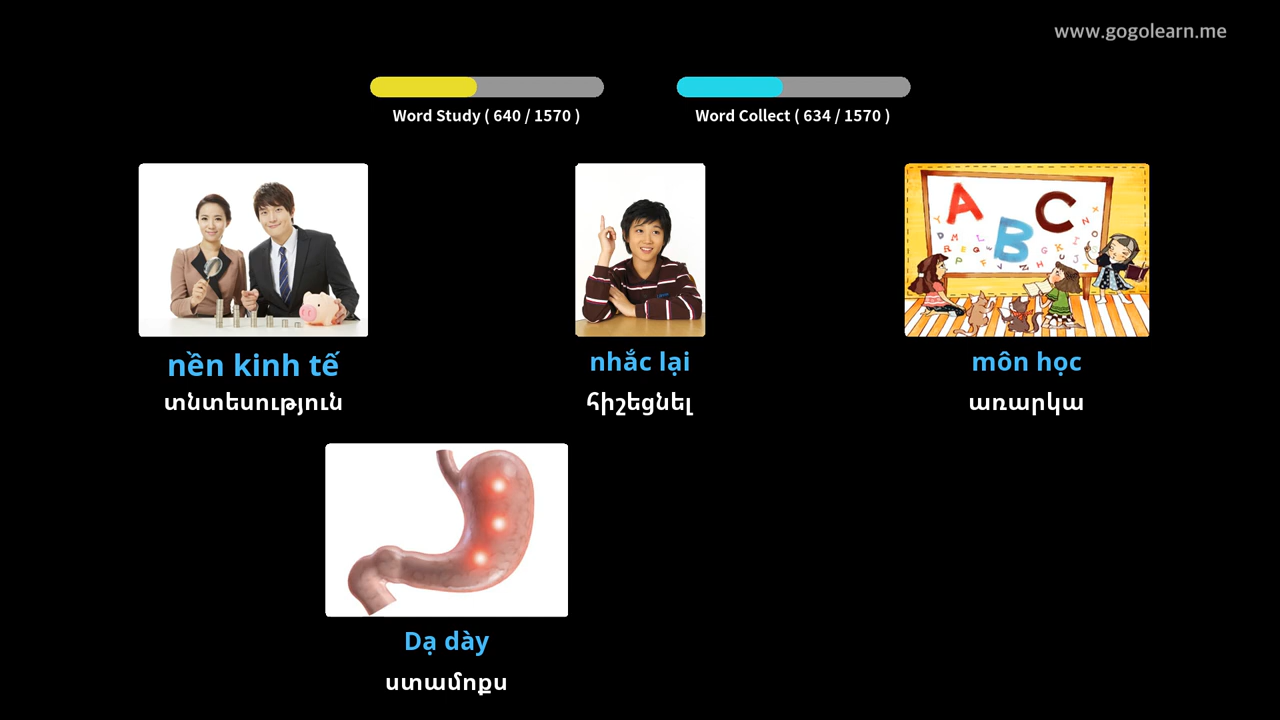 www.gogolearn.me
Word Study ( 640 / 1570 )
Word Collect ( 634 / 1570 )
A B C
nền kinh tế
տնտեսություն
nhắc lại
հիշեցնել
môn học
առարկա
Dạ dày
ստամոքս